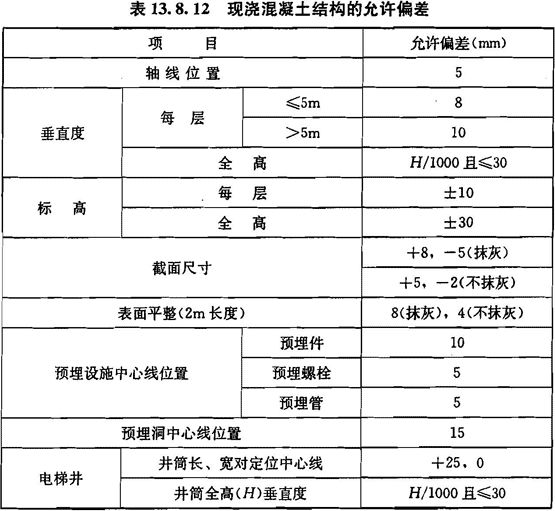 表 13.8.12 现浇混凝土结构的允许偏差
项 目 允许偏差(mm)
轴线位置 5
垂直度 每 层 ≤5m 8
>5m 10
全 高 H/1000 且≤30
标 高 每 层 ±10
全 高 ±30
截面尺寸 +8，-5(抹灰)
+5，-2(不抹灰)
表面平整(2m 长度) 8(抹灰)，4(不抹灰)
预埋设施中心线位置 预埋件 10
预埋螺栓 5
预埋管 5
预埋洞中心线位置 15
电梯井 井筒长、宽对定位中心线 +25，0
井筒全高(H)垂直度 H/1000 且≤30